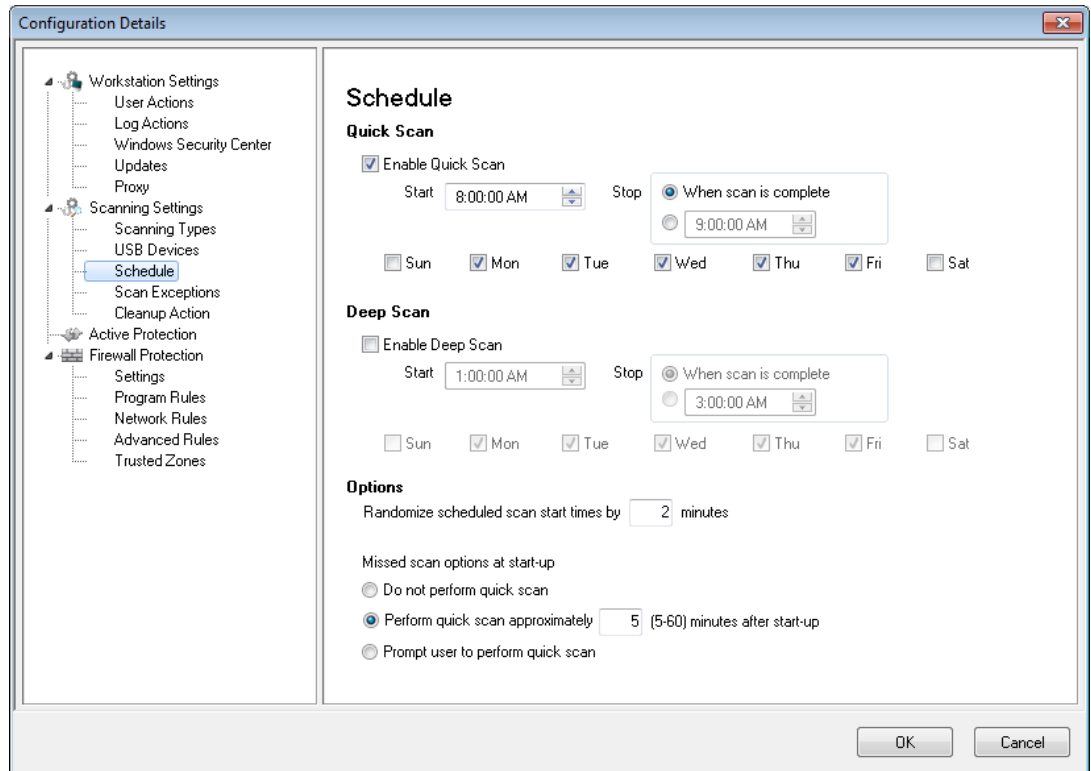 Configuration Details
Workstation Settings
User Actions
Log Actions
Windows Security Center
Updates
Proxy
Scanning Settings
Scanning Types
USB Devices
Schedule
Scan Exceptions
Cleanup Action
Active Protection
Firewall Protection
Settings
Program Rules
Network Rules
Advanced Rules
Trusted Zones
Schedule
Quick Scan
Enable Quick Scan
Start 8:00:00 AM Stop When scan is complete
9:00:00 AM
Sun Mon Tue Wed Thu Fri Sat
Deep Scan
Enable Deep Scan
Start 1:00:00 AM Stop When scan is complete
3:00:00 AM
Sun Mon Tue Wed Thu Fri Sat
Options
Randomize scheduled scan start times by 2 minutes
Missed scan options at start-up
Do not perform quick scan
Perform quick scan approximately 5 (5-60) minutes after start-up
Prompt user to perform quick scan
OK Cancel